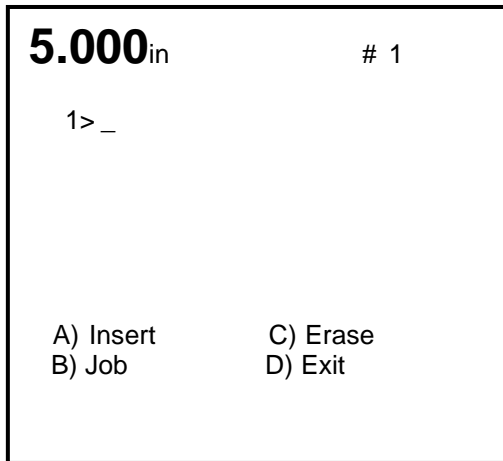 5.000in # 1
1> _
A) Insert C) Erase
B) Job D) Exit